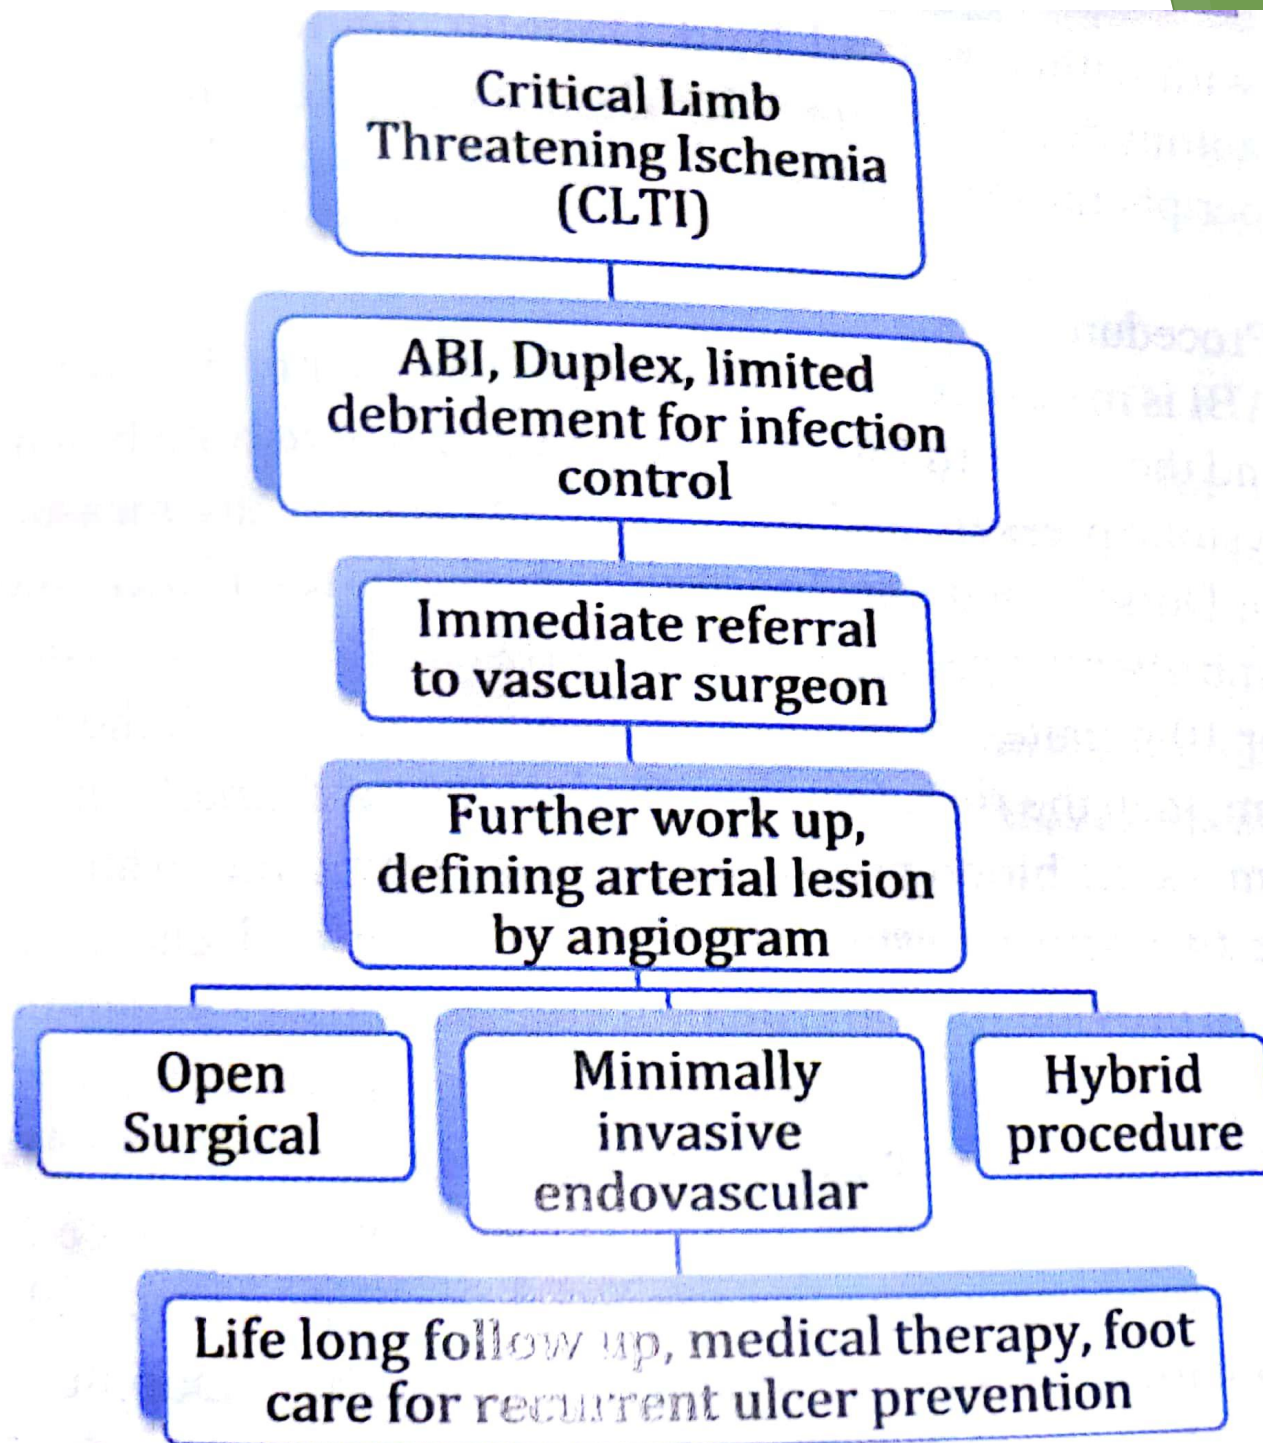 Critical Limb
Threatening Ischemia
(CLTI)
ABI, Duplex, limited
debridement for infection
control
Immediate referral
to vascular surgeon
Further work up,
defining arterial lesion
by angiogram
Open
Surgical
Minimally
invasive
endovascular
Hybrid
procedure
Life long follow up, medical therapy, foot
care for recurrent ulcer prevention